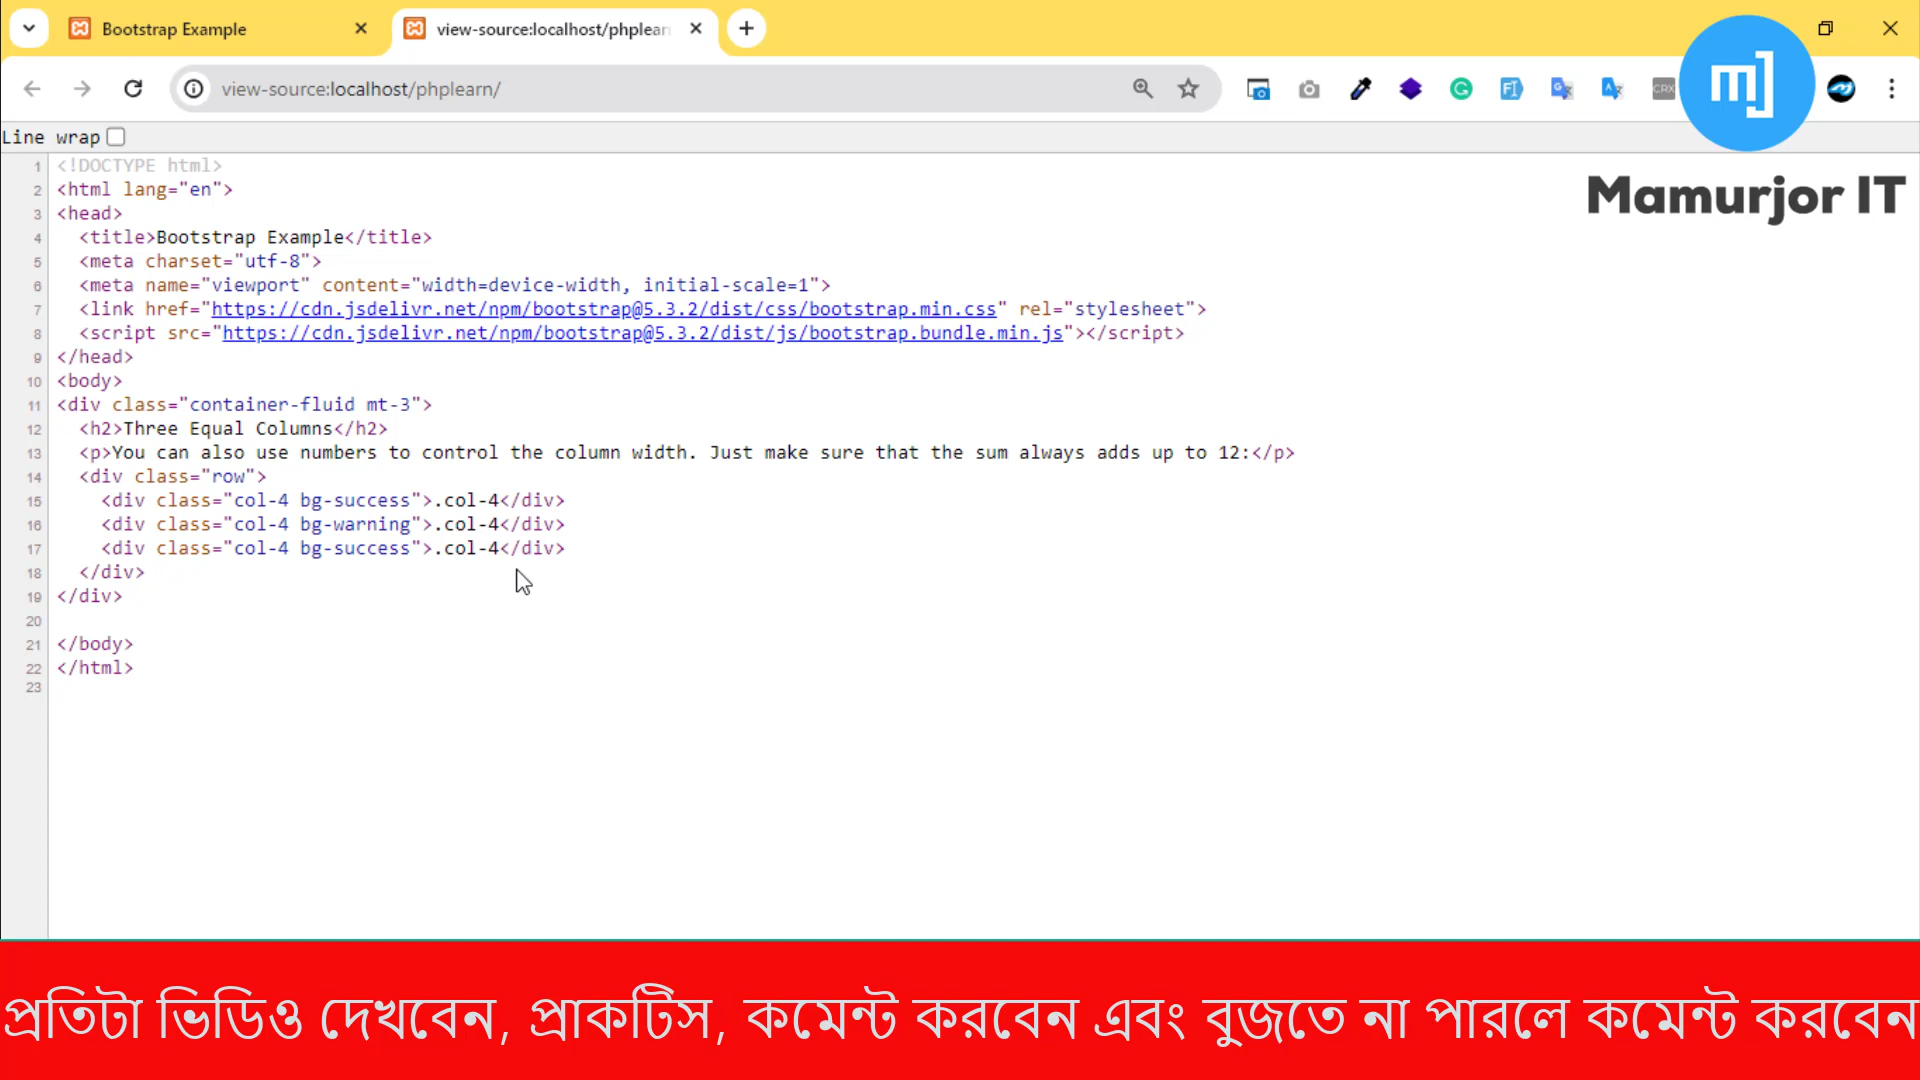 Bootstrap Example
view-source:localhost/phplearn
view-source:localhost/phplearn/
CRX
mj
Line wrap
Mamurjor IT
1 <!DOCTYPE html>
2 <html lang="en">
3 <head>
4 <title>Bootstrap Example</title>
5 <meta charset="utf-8">
6 <meta name="viewport" content="width=device-width, initial-scale=1">
7 <link href="https://cdn.jsdelivr.net/npm/bootstrap@5.3.2/dist/css/bootstrap.min.css" rel="stylesheet">
8 <script src="https://cdn.jsdelivr.net/npm/bootstrap@5.3.2/dist/js/bootstrap.bundle.min.js"></script>
9 </head>
10 <body>
11 <div class="container-fluid mt-3">
12 <h2>Three Equal Columns</h2>
13 <p>You can also use numbers to control the column width. Just make sure that the sum always adds up to 12:</p>
14 <div class="row">
15 <div class="col-4 bg-success">.col-4</div>
16 <div class="col-4 bg-warning">.col-4</div>
17 <div class="col-4 bg-success">.col-4</div>
18 </div>
19 </div>
20
21 </body>
22 </html>
23
প্রতিটা ভিডিও দেখবেন, প্রাকটিস, কমেন্ট করবেন এবং বুজতে না পারলে কমেন্ট করবেন